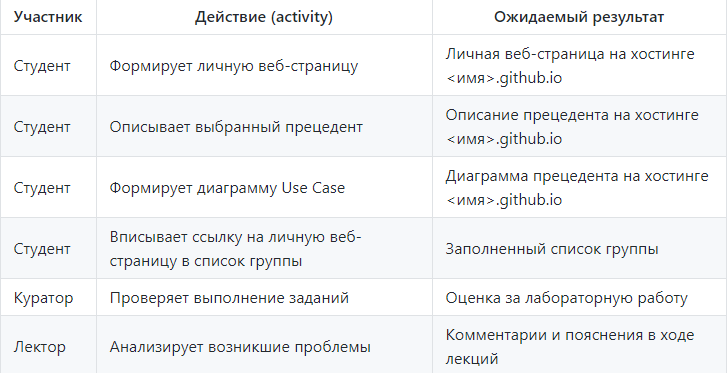 Участник Действие (activity) Ожидаемый результат
Студент Формирует личную веб-страницу Личная веб-страница на хостинге
<имя>.github.io
Студент Описывает выбранный прецедент Описание прецедента на хостинге
<имя>.github.io
Студент Формирует диаграмму Use Case Диаграмма прецедента на хостинге
<имя>.github.io
Студент Вписывает ссылку на личную веб-
страницу в список группы Заполненный список группы
Куратор Проверяет выполнение заданий Оценка за лабораторную работу
Лектор Анализирует возникшие проблемы Комментарии и пояснения в ходе
лекций